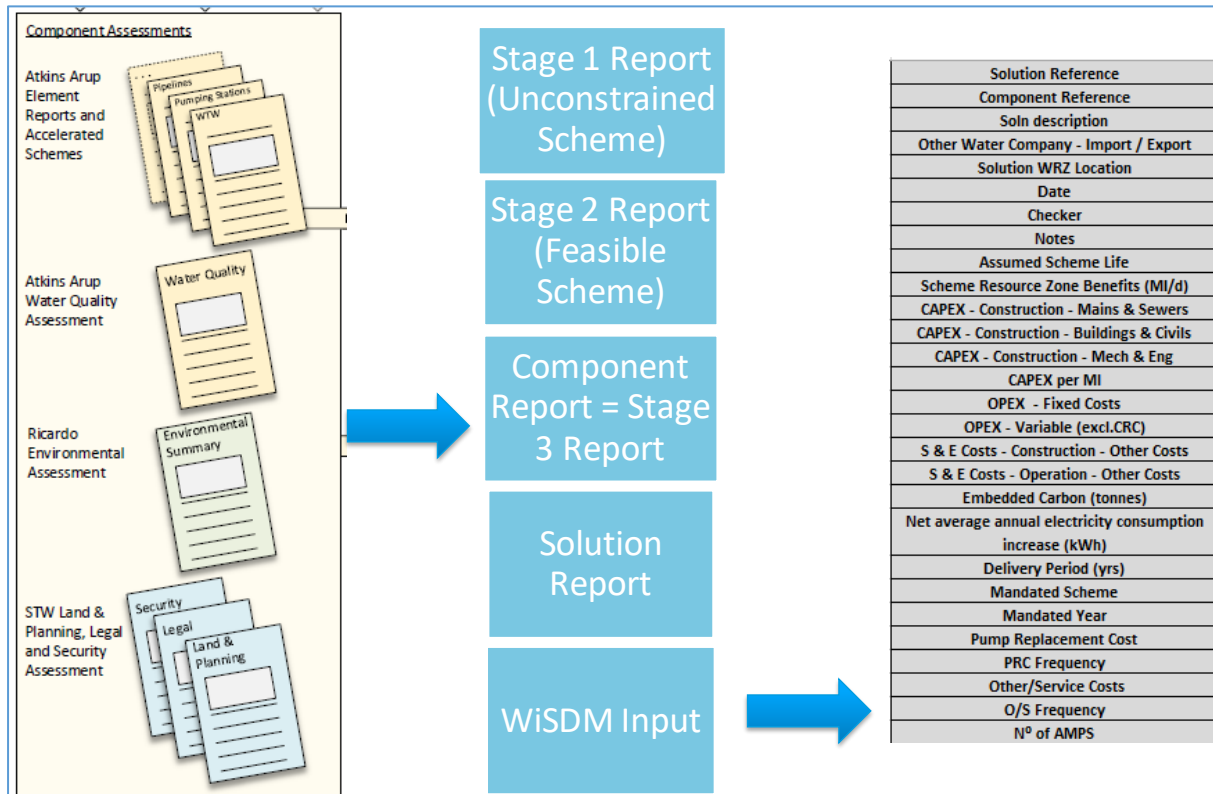 Component Assessments
Atkins Arup
Element
Reports and
Accelerated
Schemes
. . .
Pipelines
Pumping Stations
WTW
Atkins Arup
Water Quality
Assessment
Water Quality
Ricardo
Environmental
Assessment
Environmental
Summary
STW Land &
Planning, Legal
and Security
Assessment
Security
Legal
Land &
Planning
Stage 1 Report
(Unconstrained
Scheme)
Stage 2 Report
(Feasible
Scheme)
Component
Report = Stage
3 Report
Solution
Report
WiSDM Input
Solution Reference
Component Reference
Soln description
Other Water Company - Import / Export
Solution WRZ Location
Date
Checker
Notes
Assumed Scheme Life
Scheme Resource Zone Benefits (Ml/d)
CAPEX - Construction - Mains & Sewers
CAPEX - Construction - Buildings & Civils
CAPEX - Construction - Mech & Eng
CAPEX per Ml
OPEX  - Fixed Costs
OPEX - Variable (excl.CRC)
S & E Costs - Construction - Other Costs
S & E Costs - Operation - Other Costs
Embedded Carbon (tonnes)
Net average annual electricity consumption
increase (kWh)
Delivery Period (yrs)
Mandated Scheme
Mandated Year
Pump Replacement Cost
PRC Frequency
Other/Service Costs
O/S Frequency
Nº of AMPS